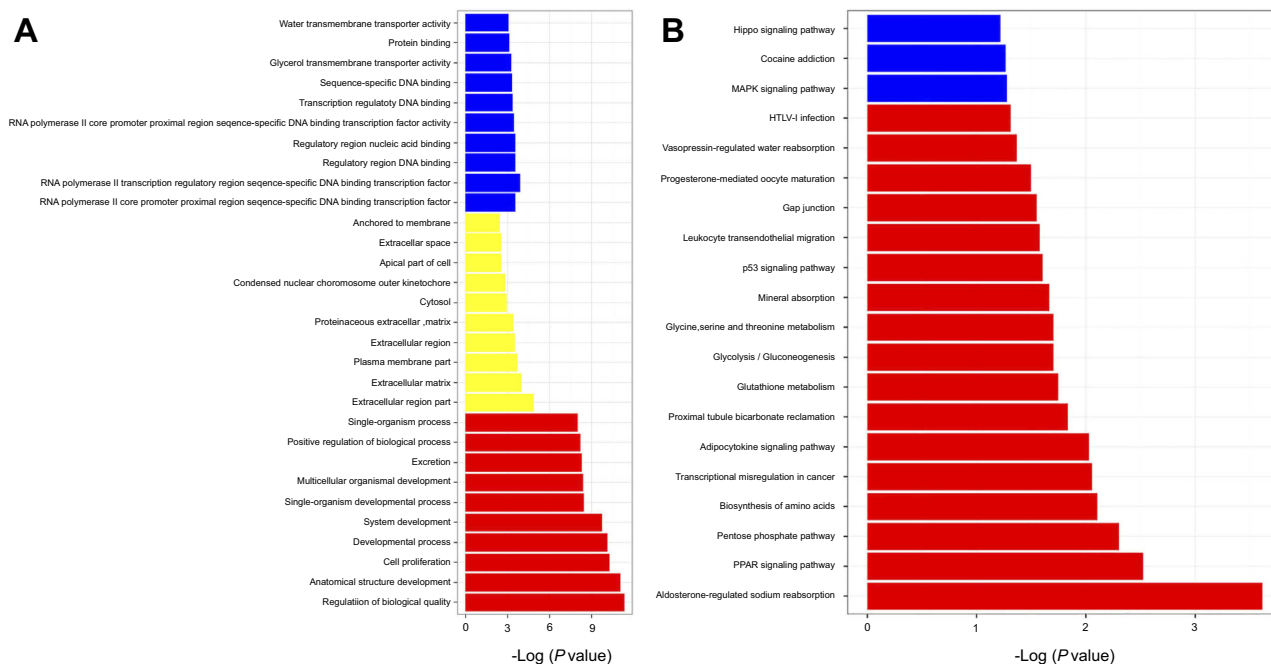 A
Water transmembrane transporter activity
Protein binding
Glycerol transmembrane transporter activity
Sequence-specific DNA binding
Transcription regulatoty DNA binding
RNA polymerase II core promoter proximal region seqence-specific DNA binding transcription factor activity
Regulatory region nucleic acid binding
Regulatory region DNA binding
RNA polymerase II transcription regulatory region seqence-specific DNA binding transcription factor
RNA polymerase II core promoter proximal region seqence-specific DNA binding transcription factor
Anchored to membrane
Extracellar space
Apical part of cell
Condensed nuclear choromosome outer kinetochore
Cytosol
Proteinaceous extracellar ,matrix
Extracellular region
Plasma membrane part
Extracellular matrix
Extracellular region part
Single-organism process
Positive regulation of biological process
Excretion
Multicellular organismal development
Single-organism developmental process
System development
Developmental process
Cell proliferation
Anatomical structure development
Regulatiion of biological quality
0 3 6 9
-Log (P value)
B
Hippo signaling pathway
Cocaine addiction
MAPK signaling pathway
HTLV-I infection
Vasopressin-regulated water reabsorption
Progesterone-mediated oocyte maturation
Gap junction
Leukocyte transendothelial migration
p53 signaling pathway
Mineral absorption
Glycine,serine and threonine metabolism
Glycolysis / Gluconeogenesis
Glutathione metabolism
Proximal tubule bicarbonate reclamation
Adipocytokine signaling pathway
Transcriptional misregulation in cancer
Biosynthesis of amino acids
Pentose phosphate pathway
PPAR signaling pathway
Aldosterone-regulated sodium reabsorption
0 1 2 3
-Log (P value)